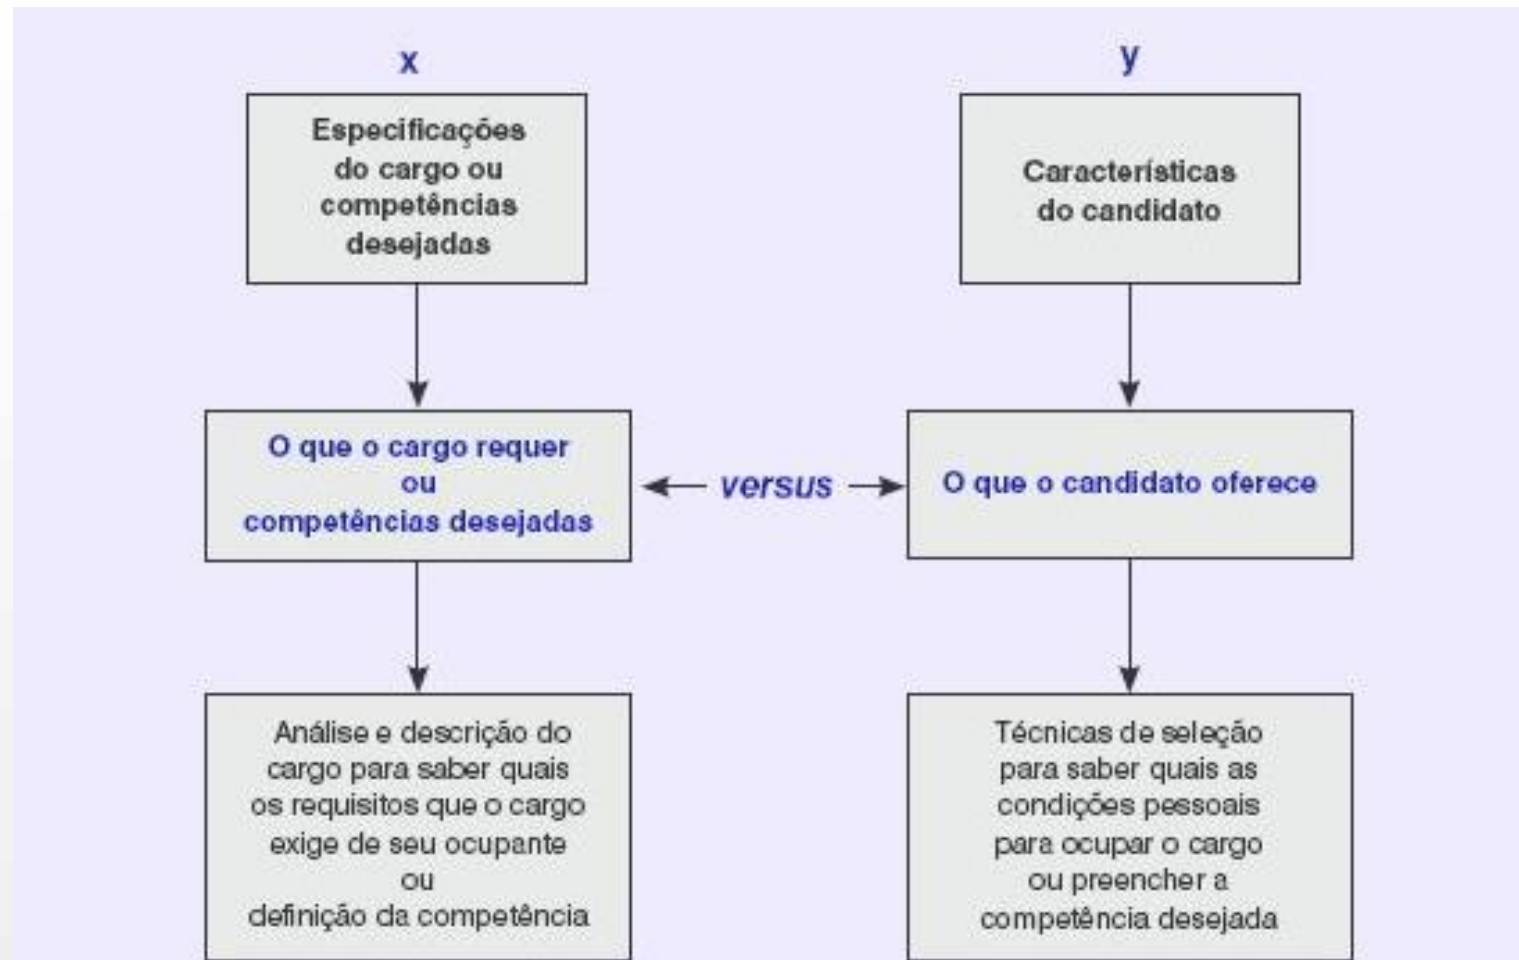 x
Especificações
do cargo ou
competências
desejadas
y
Características
do candidato
O que o cargo requer
ou
competências desejadas
versus
O que o candidato oferece
Análise e descrição do
cargo para saber quais
os requisitos que o cargo
exige de seu ocupante
ou
definição da competência
Técnicas de seleção
para saber quais as
condições pessoais
para ocupar o cargo
ou preencher a
competência desejada